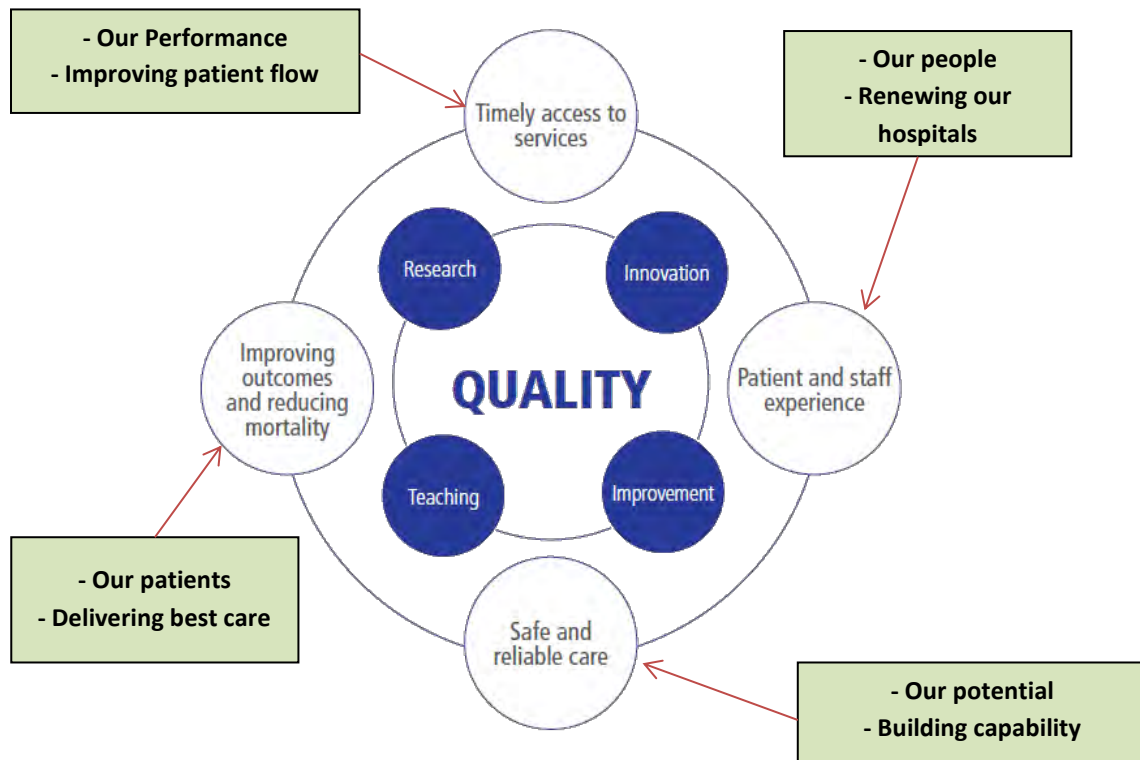 - Our Performance
- Improving patient flow
- Our people
- Renewing our
hospitals
Timely access to
services
Research
Innovation
Improving
outcomes
and reducing
mortality
QUALITY
Patient and staff
experience
Teaching
Improvement
- Our patients
- Delivering best care
Safe and
reliable care
- Our potential
- Building capability